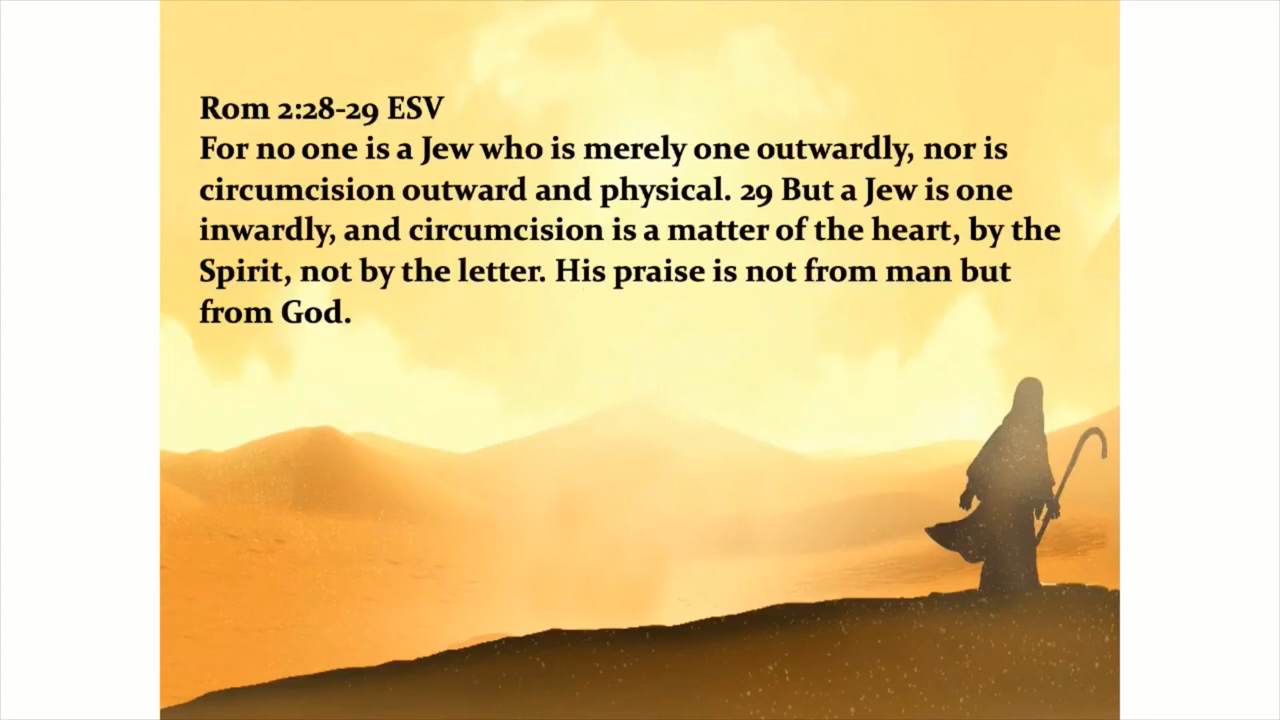 Rom 2:28-29 ESV
For no one is a Jew who is merely one outwardly, nor is
circumcision outward and physical. 29 But a Jew is one
inwardly, and circumcision is a matter of the heart, by the
Spirit, not by the letter. His praise is not from man but
from God.